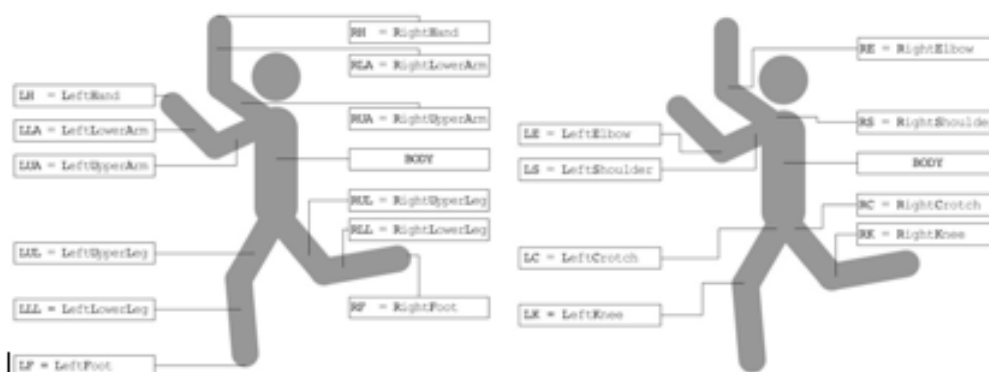 RH = RightHand
RLA = RightLowerArm
LH = LeftHand
RUA = RightUpperArm
LLA = LeftLowerArm
LUA = LeftUpperArm
BODY
RUL = RightUpperLeg
RLL = RightLowerLeg
LUL = LeftUpperLeg
LLL = LeftLowerLeg
RF = RightFoot
LF = LeftFoot
RE = RightElbow
RS = RightShoulder
LE = LeftElbow
LS = LeftShoulder
BODY
RC = RightCrotch
RK = RightKnee
LC = LeftCrotch
LK = LeftKnee